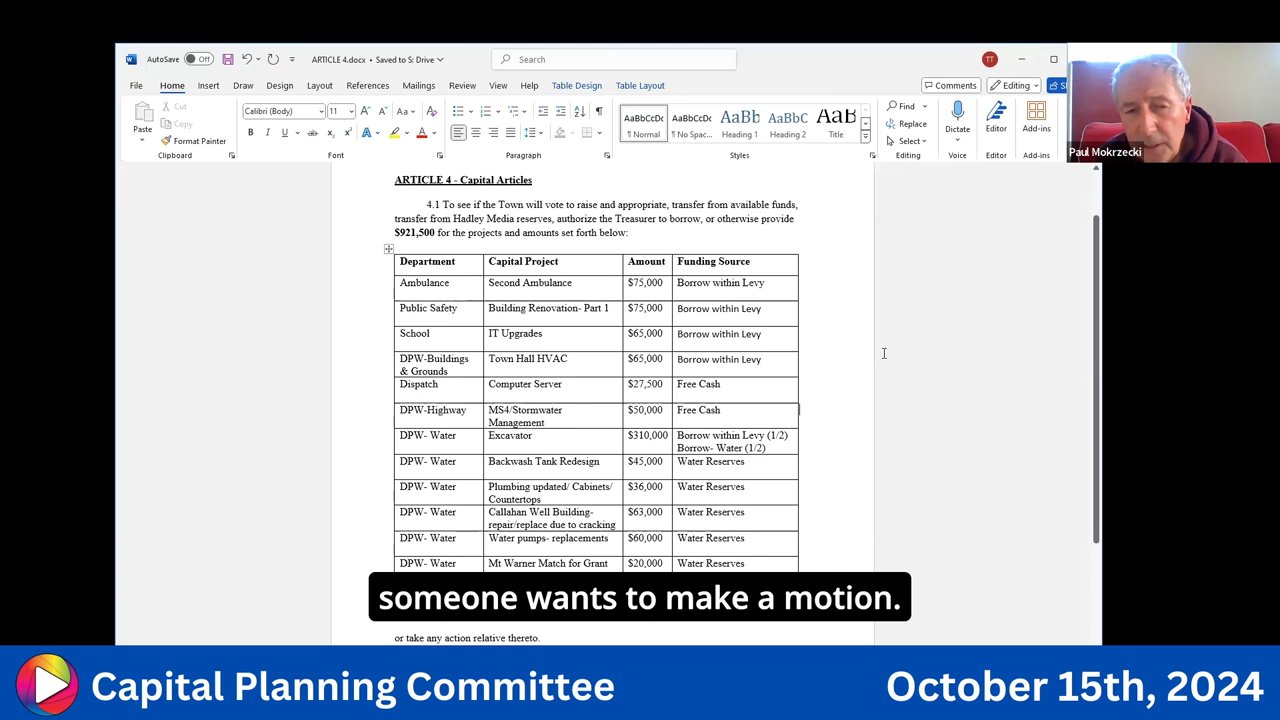 AutoSave Off ARTICLE 4.docx • Saved to S: Drive Search TT
File Home Insert Draw Design Layout References Mailings Review View Help Table Design Table Layout Comments Editing
Paste Cut Copy Format Painter
Calibri (Body) 11
AaBbCcDc AaBbCcDc AaBb AaBbC AaB
¶ Normal ¶ No Spac... Heading 1 Heading 2 Title
Find Replace Select
Dictate Editor Add-ins
Clipboard Font Paragraph Styles Editing Voice Editor Add-ins
Paul Mokrzecki
ARTICLE 4 - Capital Articles
4.1 To see if the Town will vote to raise and appropriate, transfer from available funds,
transfer from Hadley Media reserves, authorize the Treasurer to borrow, or otherwise provide
$921,500 for the projects and amounts set forth below:
Department Capital Project Amount Funding Source
Ambulance Second Ambulance $75,000 Borrow within Levy
Public Safety Building Renovation- Part 1 $75,000 Borrow within Levy
School IT Upgrades $65,000 Borrow within Levy
DPW-Buildings Town Hall HVAC $65,000 Borrow within Levy
& Grounds
Dispatch Computer Server $27,500 Free Cash
DPW-Highway MS4/Stormwater $50,000 Free Cash
Management
DPW- Water Excavator $310,000 Borrow within Levy (1/2)
Borrow- Water (1/2)
DPW- Water Backwash Tank Redesign $45,000 Water Reserves
DPW- Water Plumbing updated/ Cabinets/ $36,000 Water Reserves
Countertops
DPW- Water Callahan Well Building- $63,000 Water Reserves
repair/replace due to cracking
DPW- Water Water pumps- replacements $60,000 Water Reserves
DPW- Water Mt Warner Match for Grant $20,000 Water Reserves
someone wants to make a motion.
or take any action relative thereto.
Capital Planning Committee October 15th, 2024